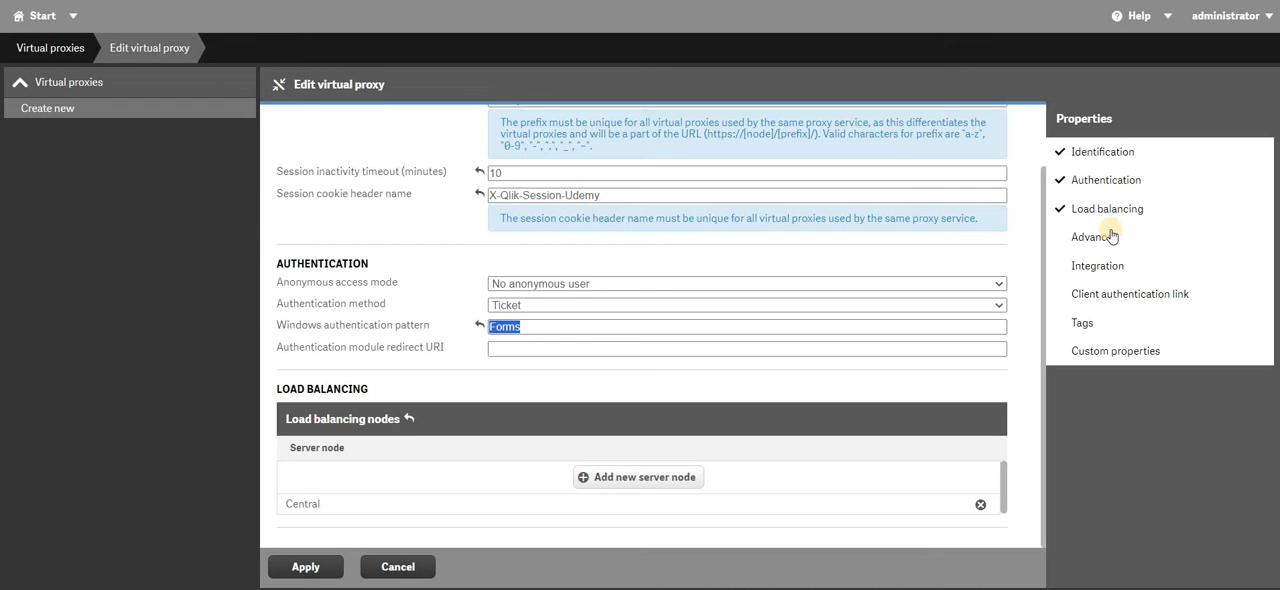 Start
Help
administrator
Virtual proxies
Edit virtual proxy
Virtual proxies
Create new
Edit virtual proxy
The prefix must be unique for all virtual proxies used by the same proxy service, as this differentiates the
virtual proxies and will be a part of the URL (https://[node]/[prefix]/). Valid characters for prefix are "a-z",
"0-9", "-", ".", "_", "~".
Session inactivity timeout (minutes)
10
Session cookie header name
X-Qlik-Session-Udemy
The session cookie header name must be unique for all virtual proxies used by the same proxy service.
AUTHENTICATION
Anonymous access mode
No anonymous user
Authentication method
Ticket
Windows authentication pattern
Forms
Authentication module redirect URI
LOAD BALANCING
Load balancing nodes
Server node
Add new server node
Central
Apply
Cancel
Properties
Identification
Authentication
Load balancing
Integration
Client authentication link
Tags
Custom properties